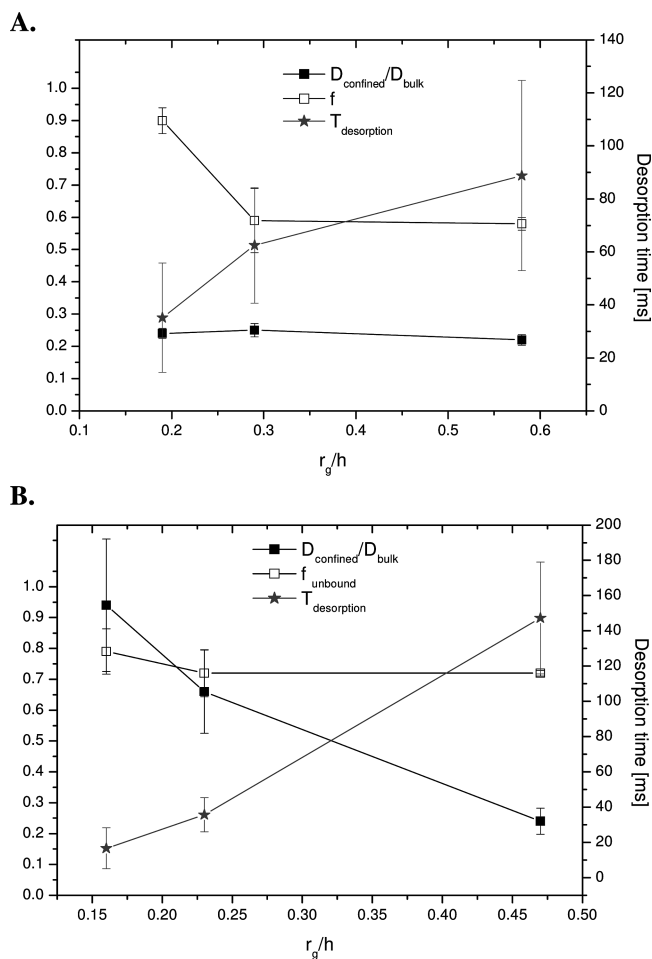 A.
D_confined/D_bulk
f
T_desorption
1.0
0.9
0.8
0.7
0.6
0.5
0.4
0.3
0.2
0.1
0.0
140
120
100
80
60
40
20
0
Desorption time [ms]
0.1 0.2 0.3 0.4 0.5 0.6
r_g/h
B.
D_confined/D_bulk
f_unbound
T_desorption
1.0
0.9
0.8
0.7
0.6
0.5
0.4
0.3
0.2
0.1
0.0
200
180
160
140
120
100
80
60
40
20
0
Desorption time [ms]
0.15 0.20 0.25 0.30 0.35 0.40 0.45 0.50
r_g/h